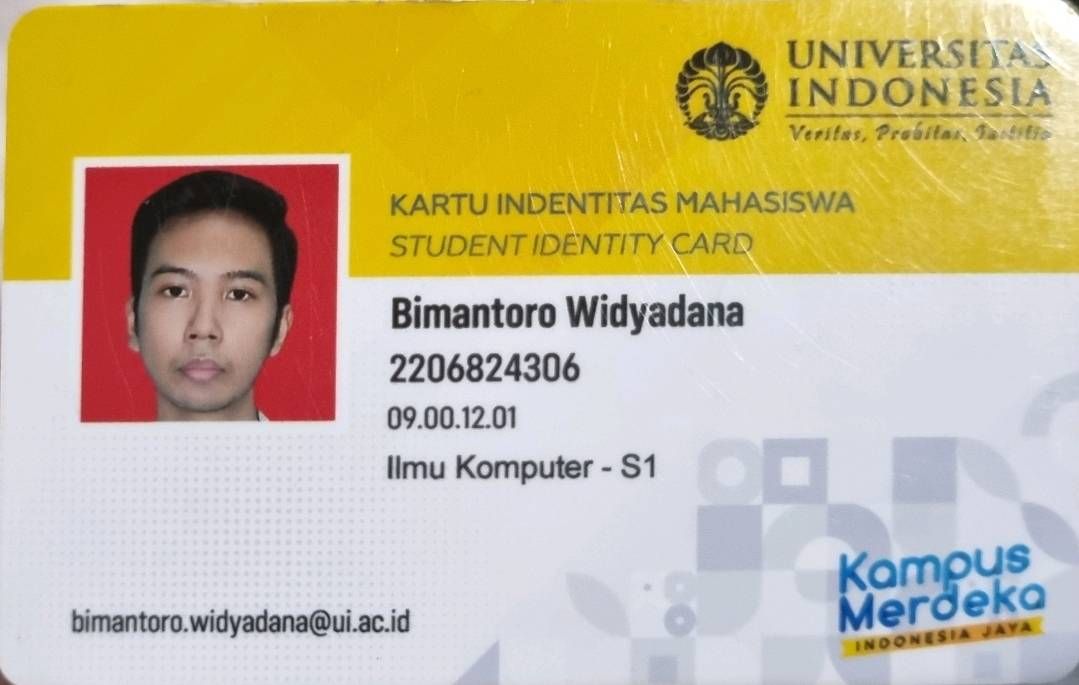 UNIVERSITAS
INDONESIA
Veritas, Probitas, Iustitia
KARTU INDENTITAS MAHASISWA
STUDENT IDENTITY CARD
Bimantoro Widyadana
2206824306
09.00.12.01
Ilmu Komputer - S1
Kampus
Merdeka
INDONESIA JAYA
bimantoro.widyadana@ui.ac.id